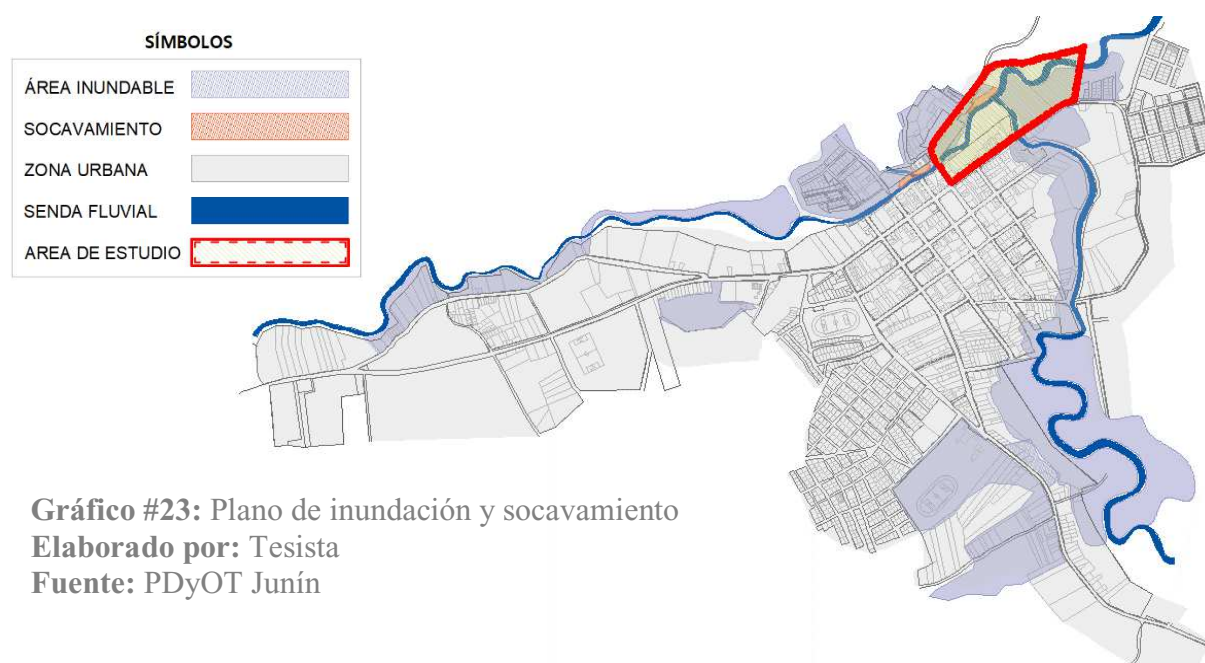 SÍMBOLOS
ÁREA INUNDABLE
SOCAVAMIENTO
ZONA URBANA
SENDA FLUVIAL
AREA DE ESTUDIO
Gráfico #23: Plano de inundación y socavamiento
Elaborado por: Tesista
Fuente: PDyOT Junín